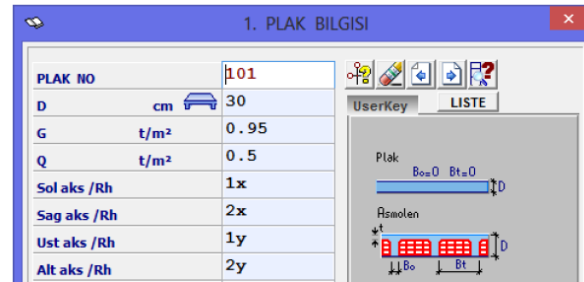 1. PLAK BILGISI
PLAK NO 101
D cm 30
G t/m² 0.95
Q t/m² 0.5
Sol aks /Rh 1x
Sag aks /Rh 2x
Ust aks /Rh 1y
Alt aks /Rh 2y
UserKey LISTE
Plak
Bo=0 Bt=0
D
Asmolen
t
D
Bo Bt